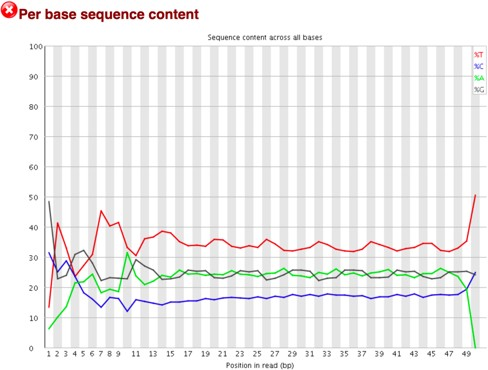 Per base sequence content
Sequence content across all bases
100
90
80
70
60
50
40
30
20
10
0
%T
%C
%A
%G
1 2 3 4 5 6 7 8 9 11 13 15 17 19 21 23 25 27 29 31 33 35 37 39 41 43 45 47 49
Position in read (bp)